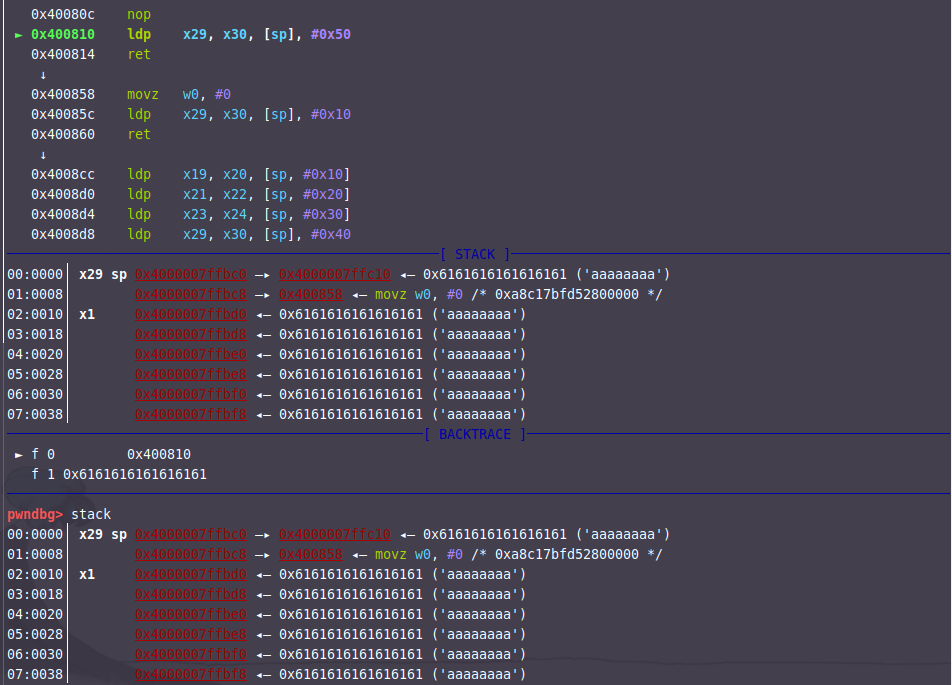 0x40080c nop
► 0x400810 ldp x29, x30, [sp], #0x50
0x400814 ret
↓
0x400858 movz w0, #0
0x40085c ldp x29, x30, [sp], #0x10
0x400860 ret
↓
0x4008cc ldp x19, x20, [sp, #0x10]
0x4008d0 ldp x21, x22, [sp, #0x20]
0x4008d4 ldp x23, x24, [sp, #0x30]
0x4008d8 ldp x29, x30, [sp], #0x40
[ STACK ]
00:0000│ x29 sp 0x4000007ffbc0 —▸ 0x4000007ffc10 ◂— 0x6161616161616161 ('aaaaaaaa')
01:0008│ 0x4000007ffbc8 —▸ 0x400858 ◂— movz w0, #0 /* 0xa8c17bfd52800000 */
02:0010│ x1 0x4000007ffbd0 ◂— 0x6161616161616161 ('aaaaaaaa')
03:0018│ 0x4000007ffbd8 ◂— 0x6161616161616161 ('aaaaaaaa')
04:0020│ 0x4000007ffbe0 ◂— 0x6161616161616161 ('aaaaaaaa')
05:0028│ 0x4000007ffbe8 ◂— 0x6161616161616161 ('aaaaaaaa')
06:0030│ 0x4000007ffbf0 ◂— 0x6161616161616161 ('aaaaaaaa')
07:0038│ 0x4000007ffbf8 ◂— 0x6161616161616161 ('aaaaaaaa')
[ BACKTRACE ]
► f 0 0x400810
f 1 0x6161616161616161
pwndbg> stack
00:0000│ x29 sp 0x4000007ffbc0 —▸ 0x4000007ffc10 ◂— 0x6161616161616161 ('aaaaaaaa')
01:0008│ 0x4000007ffbc8 —▸ 0x400858 ◂— movz w0, #0 /* 0xa8c17bfd52800000 */
02:0010│ x1 0x4000007ffbd0 ◂— 0x6161616161616161 ('aaaaaaaa')
03:0018│ 0x4000007ffbd8 ◂— 0x6161616161616161 ('aaaaaaaa')
04:0020│ 0x4000007ffbe0 ◂— 0x6161616161616161 ('aaaaaaaa')
05:0028│ 0x4000007ffbe8 ◂— 0x6161616161616161 ('aaaaaaaa')
06:0030│ 0x4000007ffbf0 ◂— 0x6161616161616161 ('aaaaaaaa')
07:0038│ 0x4000007ffbf8 ◂— 0x6161616161616161 ('aaaaaaaa')